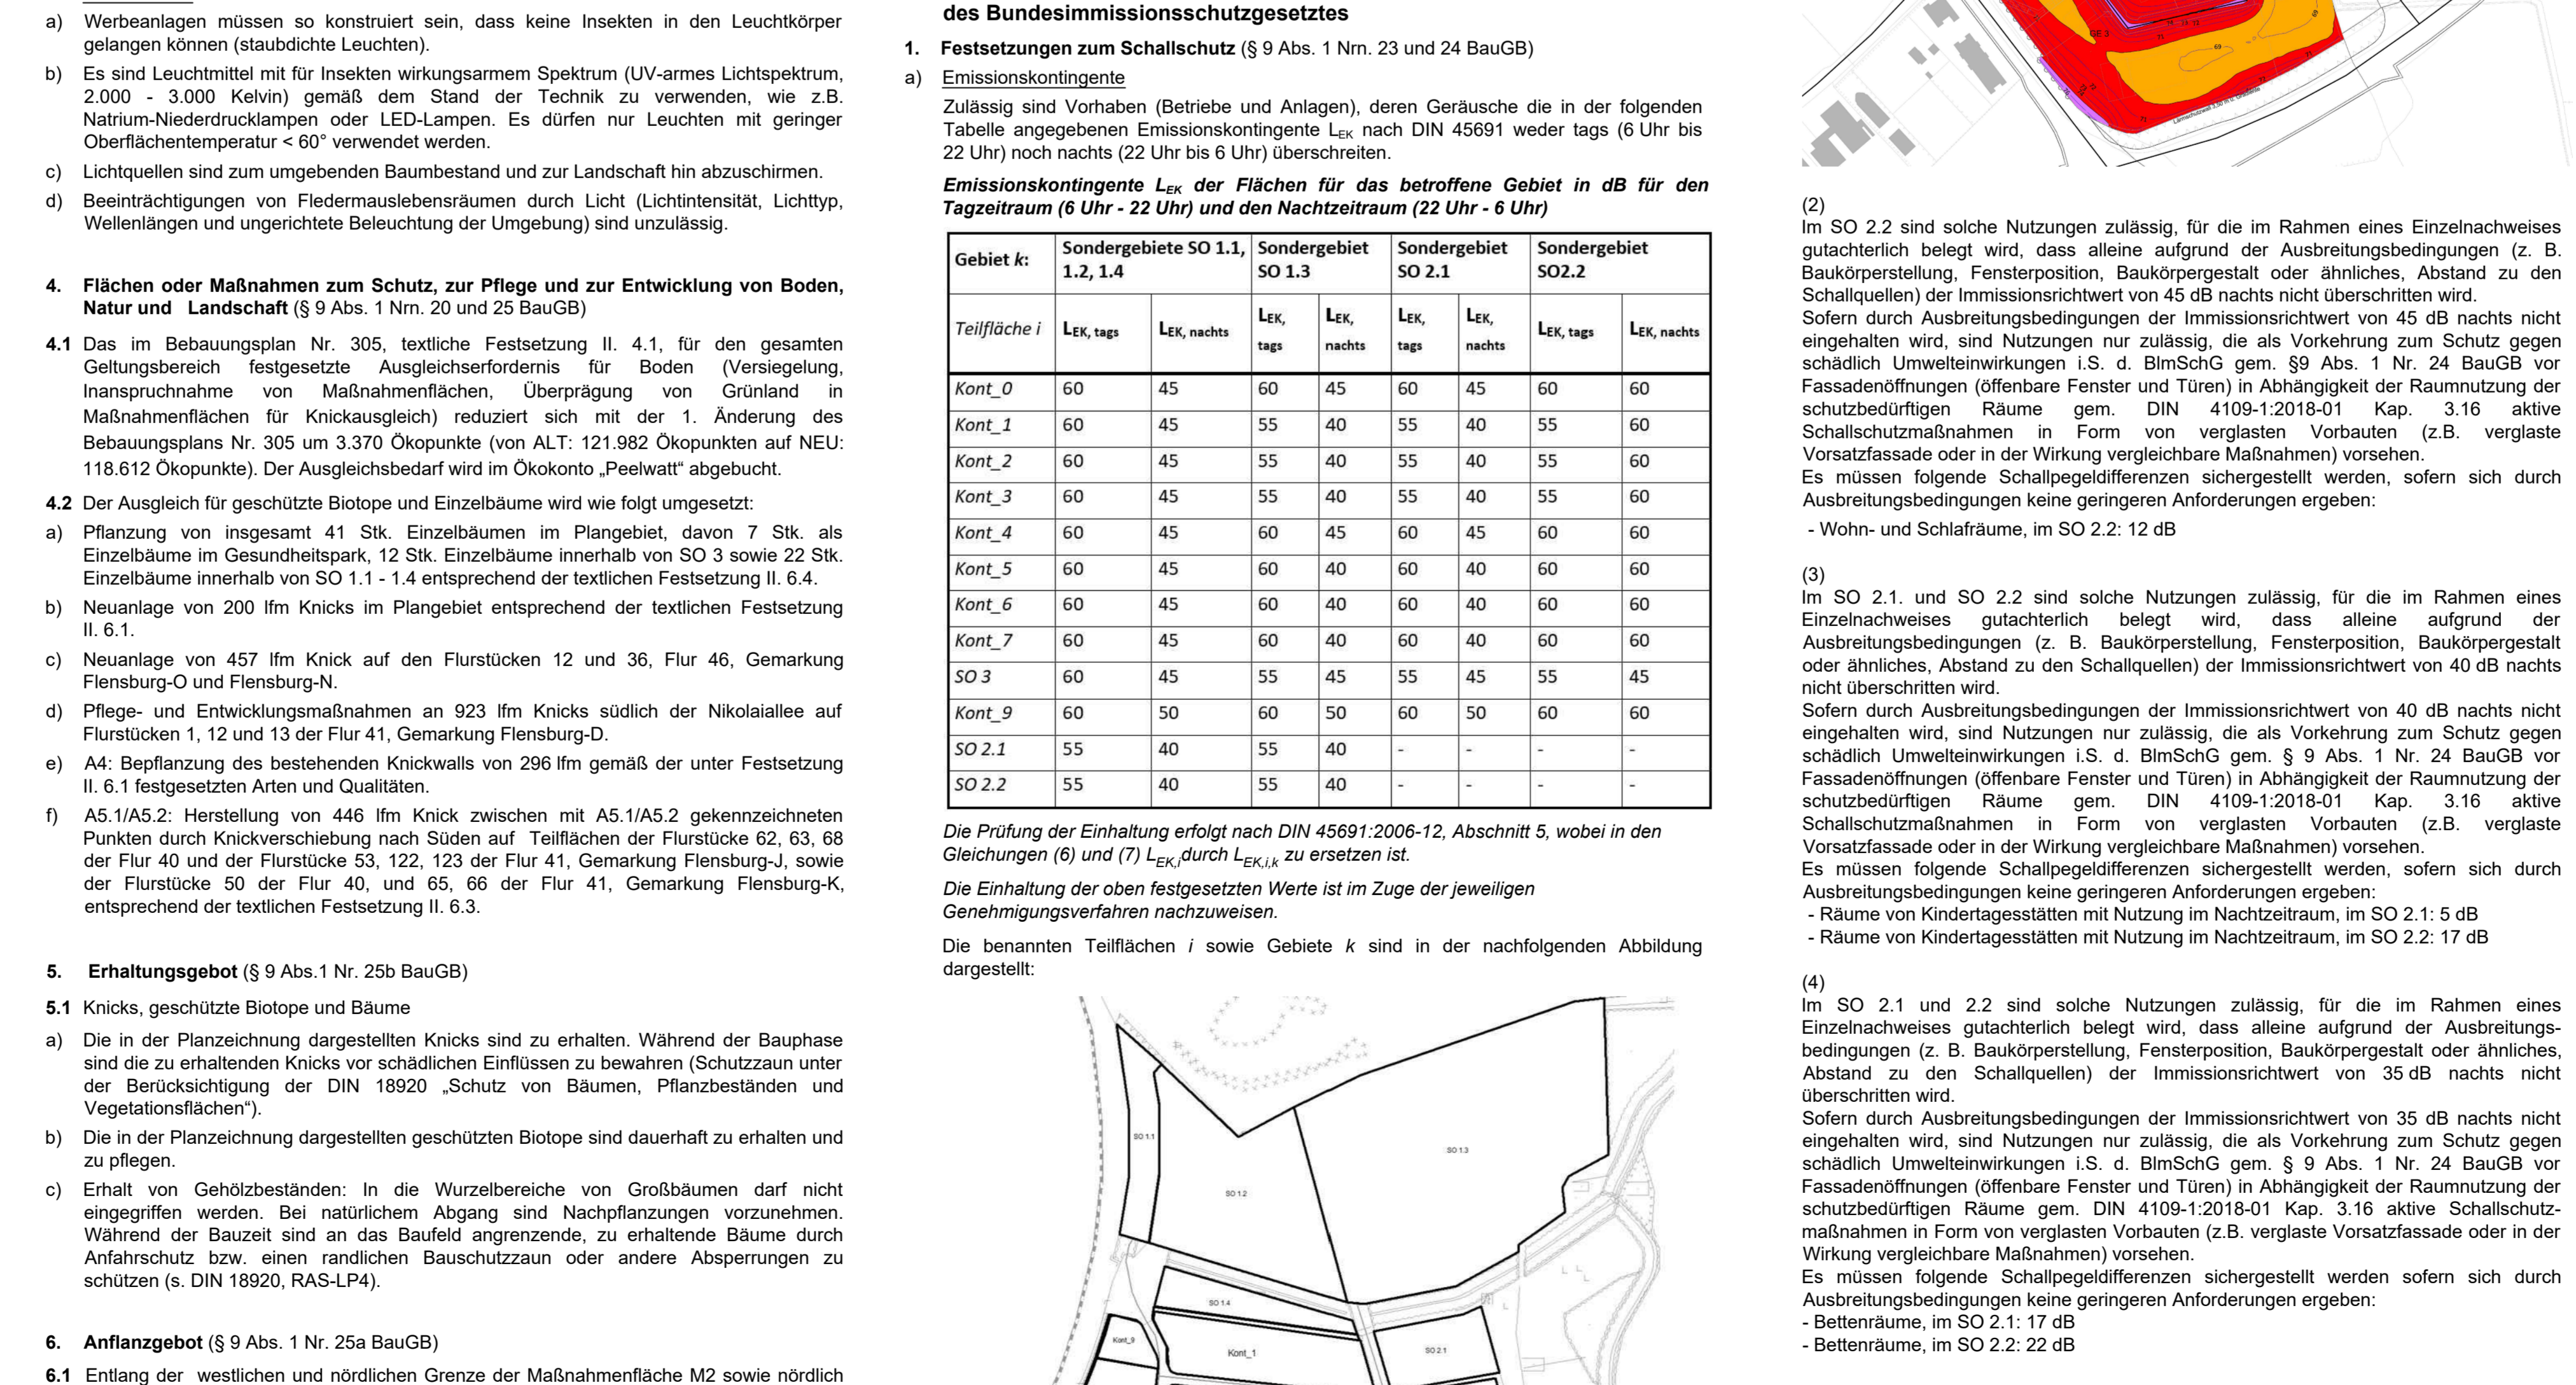 a) Werbeanlagen müssen so konstruiert sein, dass keine Insekten in den Leuchtkörper
gelangen können (staubdichte Leuchten).
b) Es sind Leuchtmittel mit für Insekten wirkungsarmem Spektrum (UV-armes Lichtspektrum,
2.000 - 3.000 Kelvin) gemäß dem Stand der Technik zu verwenden, wie z.B.
Natrium-Niederdrucklampen oder LED-Lampen. Es dürfen nur Leuchten mit geringer
Oberflächentemperatur < 60° verwendet werden.
c) Lichtquellen sind zum umgebenden Baumbestand und zur Landschaft hin abzuschirmen.
d) Beeinträchtigungen von Fledermauslebensräumen durch Licht (Lichtintensität, Lichttyp,
Wellenlängen und ungerichtete Beleuchtung der Umgebung) sind unzulässig.
4. Flächen oder Maßnahmen zum Schutz, zur Pflege und zur Entwicklung von Boden,
Natur und Landschaft (§ 9 Abs. 1 Nrn. 20 und 25 BauGB)
4.1 Das im Bebauungsplan Nr. 305, textliche Festsetzung II. 4.1, für den gesamten
Geltungsbereich festgesetzte Ausgleichserfordernis für Boden (Versiegelung,
Inanspruchnahme von Maßnahmenflächen, Überprägung von Grünland in
Maßnahmenflächen für Knickausgleich) reduziert sich mit der 1. Änderung des
Bebauungsplans Nr. 305 um 3.370 Ökopunkte (von ALT: 121.982 Ökopunkten auf NEU:
118.612 Ökopunkte). Der Ausgleichsbedarf wird im Ökokonto „Peelwatt“ abgebucht.
4.2 Der Ausgleich für geschützte Biotope und Einzelbäume wird wie folgt umgesetzt:
a) Pflanzung von insgesamt 41 Stk. Einzelbäumen im Plangebiet, davon 7 Stk. als
Einzelbäume im Gesundheitspark, 12 Stk. Einzelbäume innerhalb von SO 3 sowie 22 Stk.
Einzelbäume innerhalb von SO 1.1 - 1.4 entsprechend der textlichen Festsetzung II. 6.4.
b) Neuanlage von 200 lfm Knicks im Plangebiet entsprechend der textlichen Festsetzung
II. 6.1.
c) Neuanlage von 457 lfm Knick auf den Flurstücken 12 und 36, Flur 46, Gemarkung
Flensburg-O und Flensburg-N.
d) Pflege- und Entwicklungsmaßnahmen an 923 lfm Knicks südlich der Nikolaiallee auf
Flurstücken 1, 12 und 13 der Flur 41, Gemarkung Flensburg-D.
e) A4: Bepflanzung des bestehenden Knickwalls von 296 lfm gemäß der unter Festsetzung
II. 6.1 festgesetzten Arten und Qualitäten.
f) A5.1/A5.2: Herstellung von 446 lfm Knick zwischen mit A5.1/A5.2 gekennzeichneten
Punkten durch Knickverschiebung nach Süden auf Teilflächen der Flurstücke 62, 63, 68
der Flur 40 und der Flurstücke 53, 122, 123 der Flur 41, Gemarkung Flensburg-J, sowie
der Flurstücke 50 der Flur 40, und 65, 66 der Flur 41, Gemarkung Flensburg-K,
entsprechend der textlichen Festsetzung II. 6.3.
5. Erhaltungsgebot (§ 9 Abs.1 Nr. 25b BauGB)
5.1 Knicks, geschützte Biotope und Bäume
a) Die in der Planzeichnung dargestellten Knicks sind zu erhalten. Während der Bauphase
sind die zu erhaltenden Knicks vor schädlichen Einflüssen zu bewahren (Schutzzaun unter
der Berücksichtigung der DIN 18920 „Schutz von Bäumen, Pflanzbeständen und
Vegetationsflächen“).
b) Die in der Planzeichnung dargestellten geschützten Biotope sind dauerhaft zu erhalten und
zu pflegen.
c) Erhalt von Gehölzbeständen: In die Wurzelbereiche von Großbäumen darf nicht
eingegriffen werden. Bei natürlichem Abgang sind Nachpflanzungen vorzunehmen.
Während der Bauzeit sind an das Baufeld angrenzende, zu erhaltende Bäume durch
Anfahrschutz bzw. einen randlichen Bauschutzzaun oder andere Absperrungen zu
schützen (s. DIN 18920, RAS-LP4).
6. Anflanzgebot (§ 9 Abs. 1 Nr. 25a BauGB)
6.1 Entlang der westlichen und nördlichen Grenze der Maßnahmenfläche M2 sowie nördlich
des Bundesimmissionsschutzgesetztes
1. Festsetzungen zum Schallschutz (§ 9 Abs. 1 Nrn. 23 und 24 BauGB)
a) Emissionskontingente
Zulässig sind Vorhaben (Betriebe und Anlagen), deren Geräusche die in der folgenden
Tabelle angegebenen Emissionskontingente LEK nach DIN 45691 weder tags (6 Uhr bis
22 Uhr) noch nachts (22 Uhr bis 6 Uhr) überschreiten.
Emissionskontingente LEK der Flächen für das betroffene Gebiet in dB für den
Tagzeitraum (6 Uhr - 22 Uhr) und den Nachtzeitraum (22 Uhr - 6 Uhr)
Gebiet k: Sondergebiete SO 1.1, 1.2, 1.4 Sondergebiet SO 1.3 Sondergebiet SO 2.1 Sondergebiet SO2.2
Teilfläche i LEK, tags LEK, nachts LEK, tags LEK, nachts LEK, tags LEK, nachts LEK, tags LEK, nachts
Kont_0 60 45 60 45 60 45 60 60
Kont_1 60 45 55 40 55 40 55 60
Kont_2 60 45 55 40 55 40 55 60
Kont_3 60 45 55 40 55 40 55 60
Kont_4 60 45 60 45 60 45 60 60
Kont_5 60 45 60 40 60 40 60 60
Kont_6 60 45 60 40 60 40 60 60
Kont_7 60 45 60 40 60 40 60 60
SO 3 60 45 55 45 55 45 55 45
Kont_9 60 50 60 50 60 50 60 60
SO 2.1 55 40 55 40 - - - -
SO 2.2 55 40 55 40 - - - -
Die Prüfung der Einhaltung erfolgt nach DIN 45691:2006-12, Abschnitt 5, wobei in den
Gleichungen (6) und (7) LEK,i durch LEK,i,k zu ersetzen ist.
Die Einhaltung der oben festgesetzten Werte ist im Zuge der jeweiligen
Genehmigungsverfahren nachzuweisen.
Die benannten Teilflächen i sowie Gebiete k sind in der nachfolgenden Abbildung
dargestellt:
SO 1.1
SO 1.3
SO 1.2
SO 1.4
Kont_9
Kont_1
SO 2.1
GE 3
69
69
71
71
71
(2)
Im SO 2.2 sind solche Nutzungen zulässig, für die im Rahmen eines Einzelnachweises
gutachterlich belegt wird, dass alleine aufgrund der Ausbreitungsbedingungen (z. B.
Baukörperstellung, Fensterposition, Baukörpergestalt oder ähnliches, Abstand zu den
Schallquellen) der Immissionsrichtwert von 45 dB nachts nicht überschritten wird.
Sofern durch Ausbreitungsbedingungen der Immissionsrichtwert von 45 dB nachts nicht
eingehalten wird, sind Nutzungen nur zulässig, die als Vorkehrung zum Schutz gegen
schädlich Umwelteinwirkungen i.S. d. BlmSchG gem. §9 Abs. 1 Nr. 24 BauGB vor
Fassadenöffnungen (öffenbare Fenster und Türen) in Abhängigkeit der Raumnutzung der
schutzbedürftigen Räume gem. DIN 4109-1:2018-01 Kap. 3.16 aktive
Schallschutzmaßnahmen in Form von verglasten Vorbauten (z.B. verglaste
Vorsatzfassade oder in der Wirkung vergleichbare Maßnahmen) vorsehen.
Es müssen folgende Schallpegeldifferenzen sichergestellt werden, sofern sich durch
Ausbreitungsbedingungen keine geringeren Anforderungen ergeben:
- Wohn- und Schlafräume, im SO 2.2: 12 dB
(3)
Im SO 2.1. und SO 2.2 sind solche Nutzungen zulässig, für die im Rahmen eines
Einzelnachweises gutachterlich belegt wird, dass alleine aufgrund der
Ausbreitungsbedingungen (z. B. Baukörperstellung, Fensterposition, Baukörpergestalt
oder ähnliches, Abstand zu den Schallquellen) der Immissionsrichtwert von 40 dB nachts
nicht überschritten wird.
Sofern durch Ausbreitungsbedingungen der Immissionsrichtwert von 40 dB nachts nicht
eingehalten wird, sind Nutzungen nur zulässig, die als Vorkehrung zum Schutz gegen
schädlich Umwelteinwirkungen i.S. d. BlmSchG gem. § 9 Abs. 1 Nr. 24 BauGB vor
Fassadenöffnungen (öffenbare Fenster und Türen) in Abhängigkeit der Raumnutzung der
schutzbedürftigen Räume gem. DIN 4109-1:2018-01 Kap. 3.16 aktive
Schallschutzmaßnahmen in Form von verglasten Vorbauten (z.B. verglaste
Vorsatzfassade oder in der Wirkung vergleichbare Maßnahmen) vorsehen.
Es müssen folgende Schallpegeldifferenzen sichergestellt werden, sofern sich durch
Ausbreitungsbedingungen keine geringeren Anforderungen ergeben:
- Räume von Kindertagesstätten mit Nutzung im Nachtzeitraum, im SO 2.1: 5 dB
- Räume von Kindertagesstätten mit Nutzung im Nachtzeitraum, im SO 2.2: 17 dB
(4)
Im SO 2.1 und 2.2 sind solche Nutzungen zulässig, für die im Rahmen eines
Einzelnachweises gutachterlich belegt wird, dass alleine aufgrund der Ausbreitungs-
bedingungen (z. B. Baukörperstellung, Fensterposition, Baukörpergestalt oder ähnliches,
Abstand zu den Schallquellen) der Immissionsrichtwert von 35 dB nachts nicht
überschritten wird.
Sofern durch Ausbreitungsbedingungen der Immissionsrichtwert von 35 dB nachts nicht
eingehalten wird, sind Nutzungen nur zulässig, die als Vorkehrung zum Schutz gegen
schädlich Umwelteinwirkungen i.S. d. BlmSchG gem. § 9 Abs. 1 Nr. 24 BauGB vor
Fassadenöffnungen (öffenbare Fenster und Türen) in Abhängigkeit der Raumnutzung der
schutzbedürftigen Räume gem. DIN 4109-1:2018-01 Kap. 3.16 aktive Schallschutz-
maßnahmen in Form von verglasten Vorbauten (z.B. verglaste Vorsatzfassade oder in der
Wirkung vergleichbare Maßnahmen) vorsehen.
Es müssen folgende Schallpegeldifferenzen sichergestellt werden sofern sich durch
Ausbreitungsbedingungen keine geringeren Anforderungen ergeben:
- Bettenräume, im SO 2.1: 17 dB
- Bettenräume, im SO 2.2: 22 dB